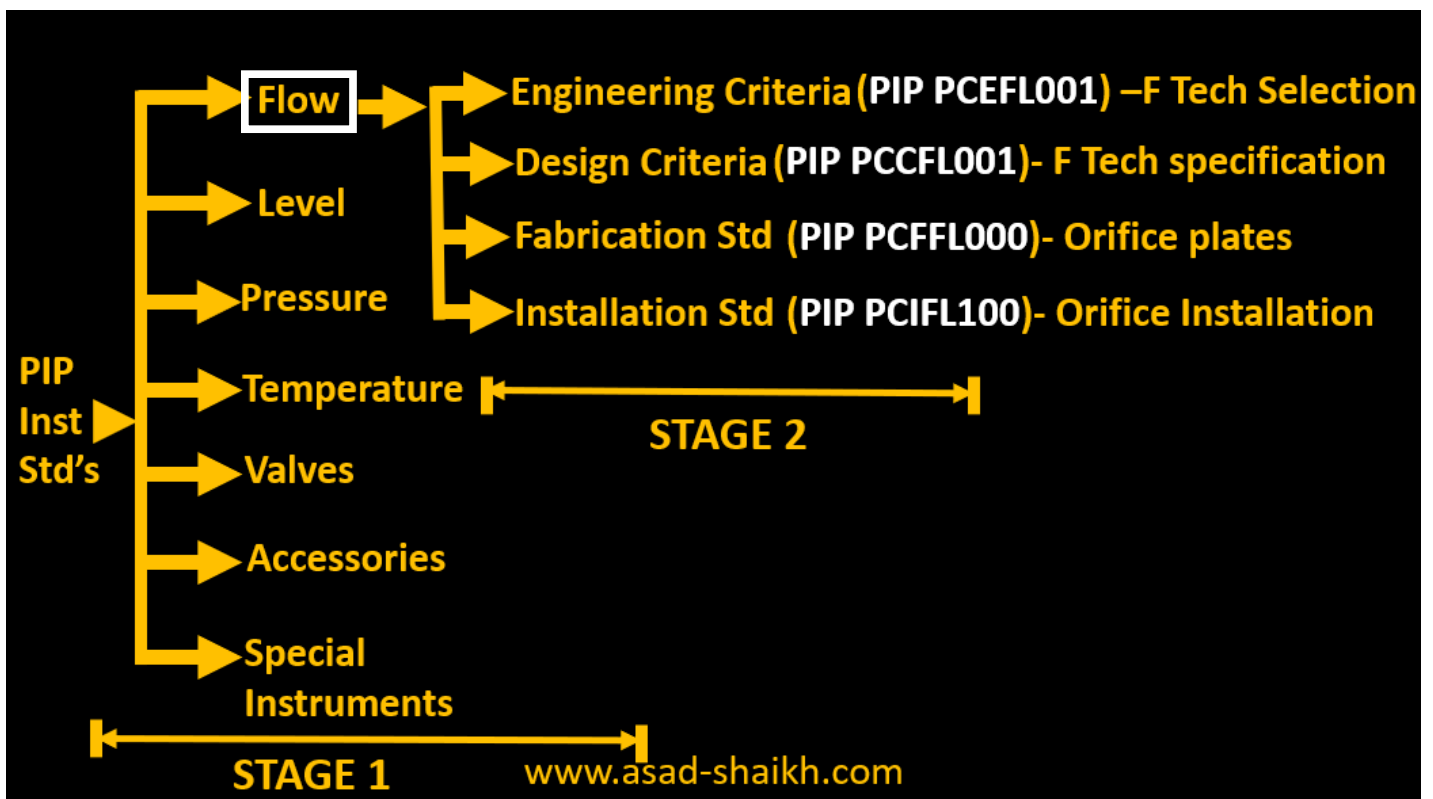 Flow
Engineering Criteria (PIP PCEFL001) –F Tech Selection
Design Criteria (PIP PCCFL001)- F Tech specification
Fabrication Std (PIP PCFFL000)- Orifice plates
Installation Std (PIP PCIFL100)- Orifice Installation
Level
Pressure
Temperature
Valves
Accessories
Special
Instruments
PIP
Inst
Std’s
STAGE 2
STAGE 1
www.asad-shaikh.com